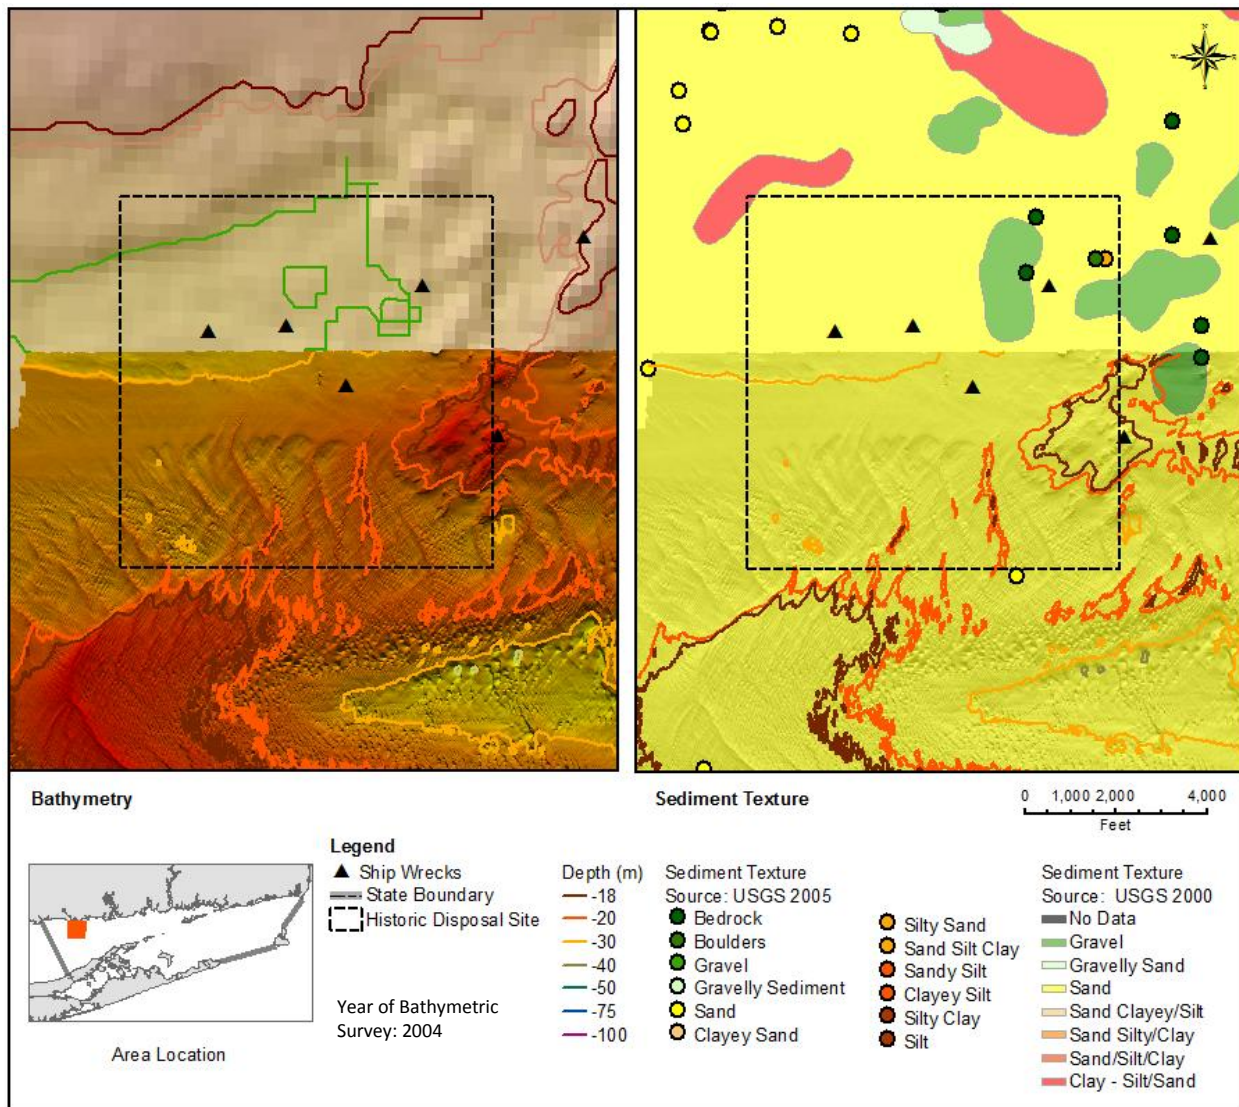 Bathymetry
Sediment Texture
0 1,000 2,000 4,000
Feet
Legend
Ship Wrecks
State Boundary
Historic Disposal Site
Year of Bathymetric
Survey: 2004
Area Location
Depth (m)
-18
-20
-30
-40
-50
-75
-100
Sediment Texture
Source: USGS 2005
Bedrock
Boulders
Gravel
Gravelly Sediment
Sand
Clayey Sand
Silty Sand
Sand Silt Clay
Sandy Silt
Clayey Silt
Silty Clay
Silt
Sediment Texture
Source: USGS 2000
No Data
Gravel
Gravelly Sand
Sand
Sand Clayey/Silt
Sand Silty/Clay
Sand/Silt/Clay
Clay - Silt/Sand